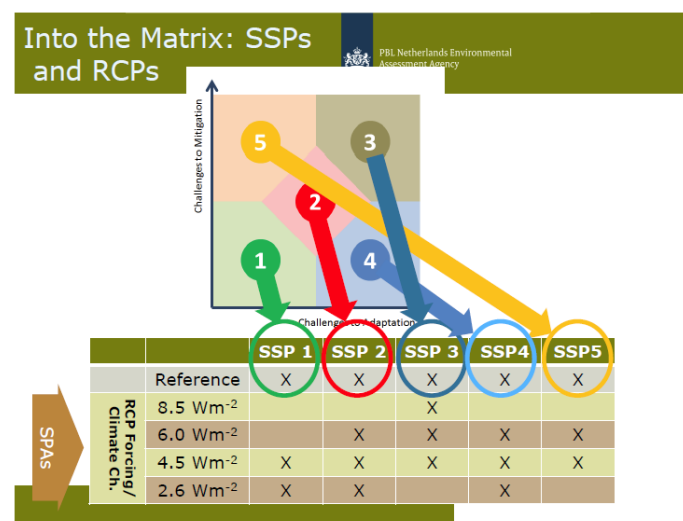 Into the Matrix: SSPs
and RCPs
PBL Netherlands Environmental
Assessment Agency
Challenges to Mitigation
5
3
2
1
4
Challenges to Adaptation
SSP 1 SSP 2 SSP 3 SSP4 SSP5
Reference X X X X X
8.5 Wm-2 X
6.0 Wm-2 X X X X
4.5 Wm-2 X X X X X
2.6 Wm-2 X X X
RCP Forcing/
Climate Ch.
SPAs